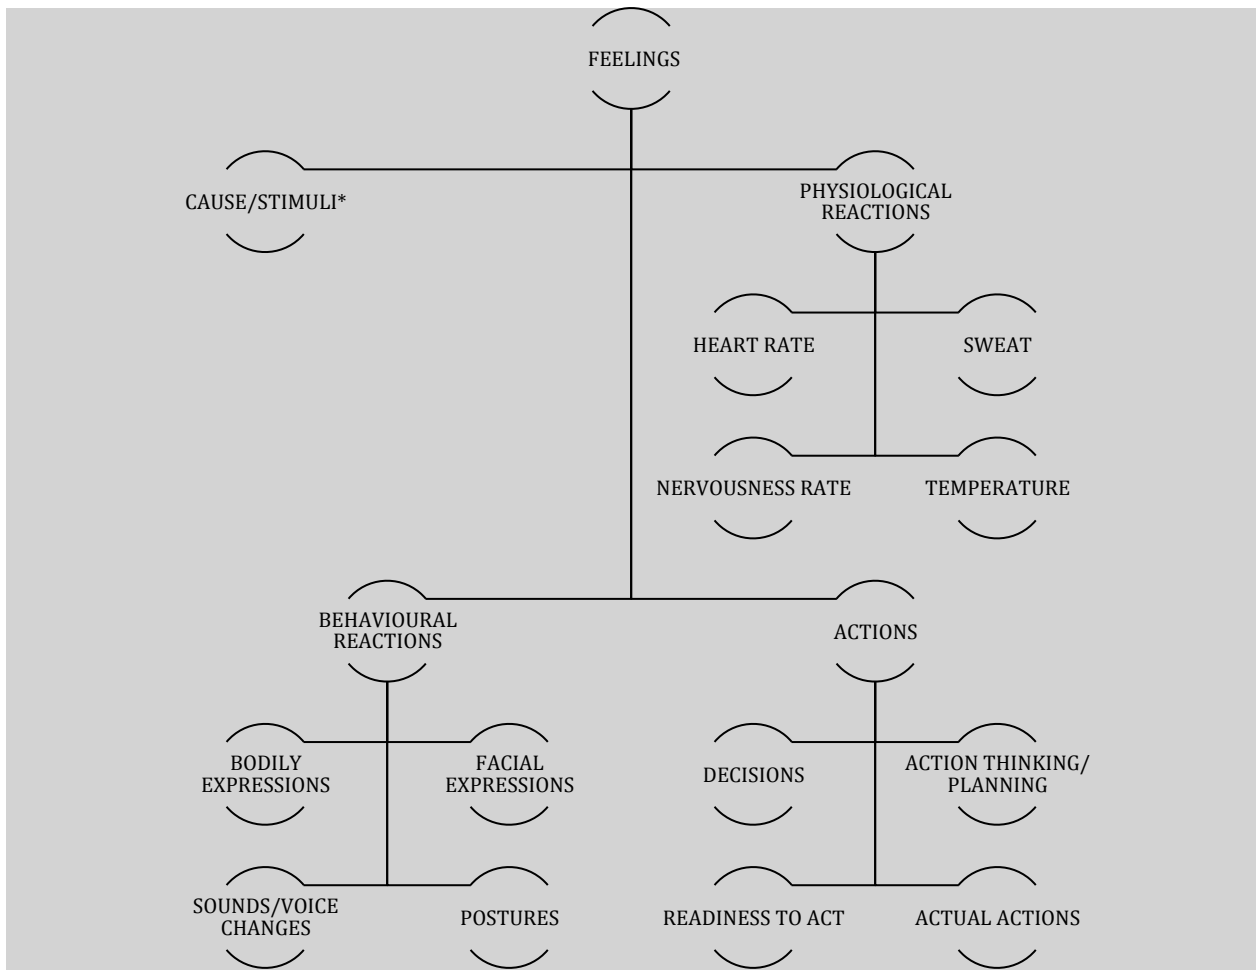 FEELINGS
CAUSE/STIMULI*
PHYSIOLOGICAL
REACTIONS
HEART RATE
SWEAT
NERVOUSNESS RATE
TEMPERATURE
BEHAVIOURAL
REACTIONS
ACTIONS
BODILY
EXPRESSIONS
FACIAL
EXPRESSIONS
DECISIONS
ACTION THINKING/
PLANNING
SOUNDS/VOICE
CHANGES
POSTURES
READINESS TO ACT
ACTUAL ACTIONS